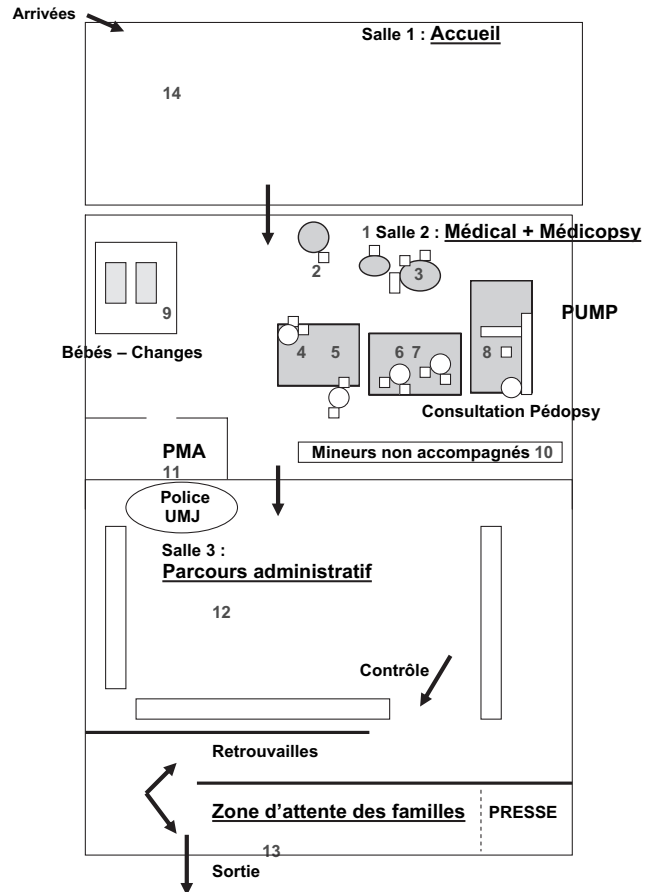 Arrivées
Salle 1 : Accueil
14
1 Salle 2 : Médical + Médicopsy
2
3
9
PUMP
4 5
6 7
8
Bébés – Changes
Consultation Pédopsy
PMA
Mineurs non accompagnés 10
11
Police
UMJ
Salle 3 :
Parcours administratif
12
Contrôle
Retrouvailles
Zone d'attente des familles
PRESSE
13
Sortie